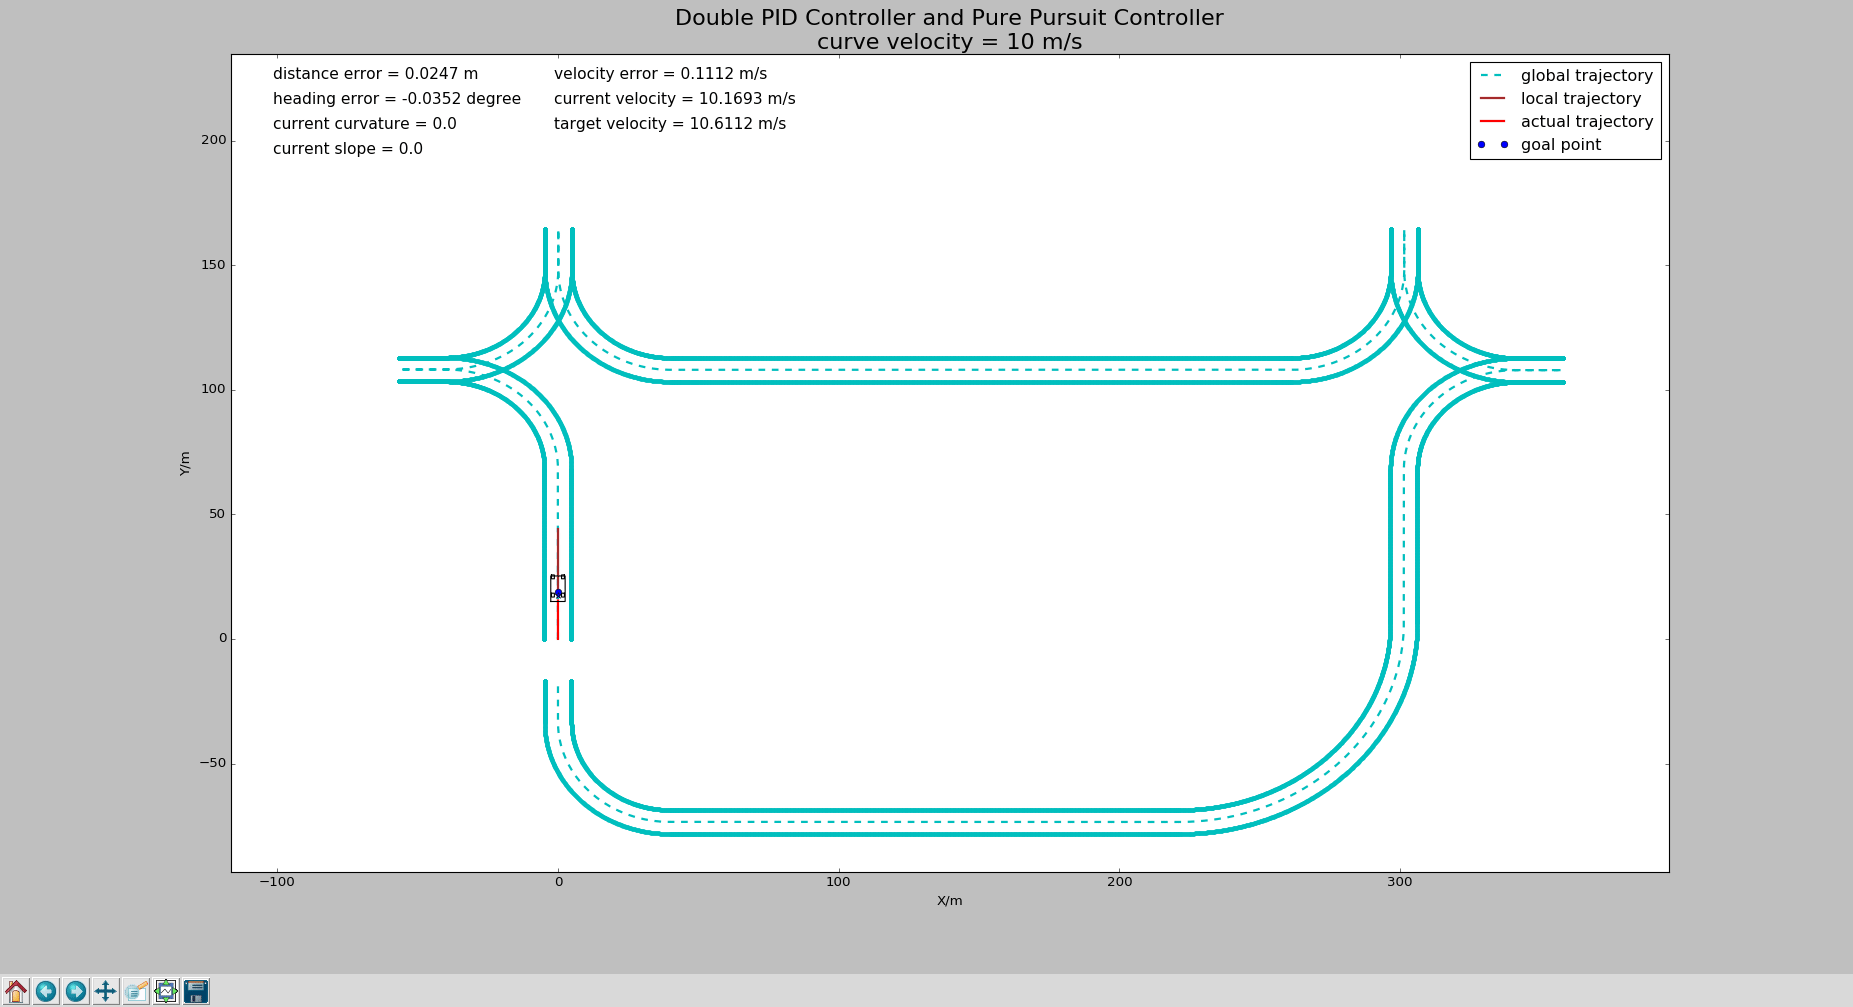 Double PID Controller and Pure Pursuit Controller
curve velocity = 10 m/s
distance error = 0.0247 m
heading error = -0.0352 degree
current curvature = 0.0
current slope = 0.0
velocity error = 0.1112 m/s
current velocity = 10.1693 m/s
target velocity = 10.6112 m/s
global trajectory
local trajectory
actual trajectory
goal point
200
150
100
50
0
−50
Y/m
−100
0
100
200
300
X/m